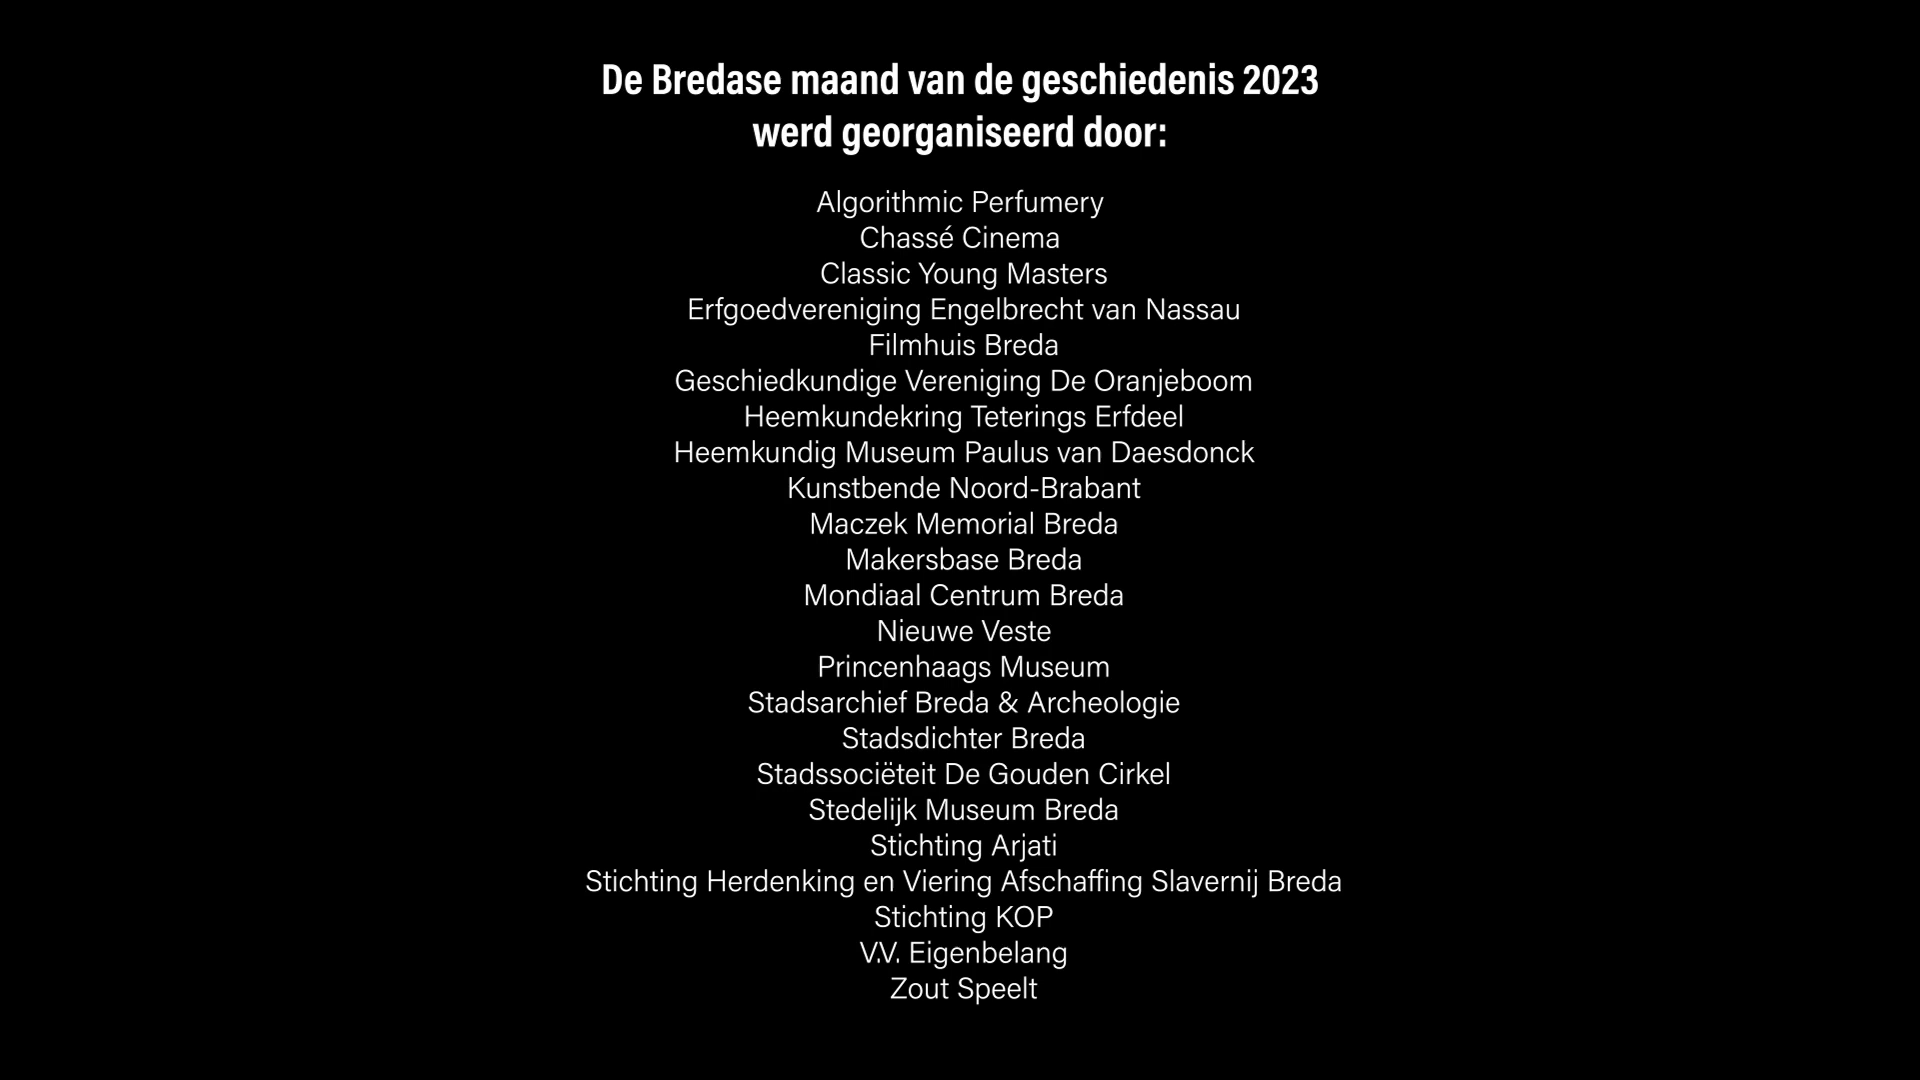 De Bredase maand van de geschiedenis 2023
werd georganiseerd door:
Algorithmic Perfumery
Chassé Cinema
Classic Young Masters
Erfgoedvereniging Engelbrecht van Nassau
Filmhuis Breda
Geschiedkundige Vereniging De Oranjeboom
Heemkundekring Teterings Erfdeel
Heemkundig Museum Paulus van Daesdonck
Kunstbende Noord-Brabant
Maczek Memorial Breda
Makersbase Breda
Mondiaal Centrum Breda
Nieuwe Veste
Princenhaags Museum
Stadsarchief Breda & Archeologie
Stadsdichter Breda
Stadssociëteit De Gouden Cirkel
Stedelijk Museum Breda
Stichting Arjati
Stichting Herdenking en Viering Afschaffing Slavernij Breda
Stichting KOP
V.V. Eigenbelang
Zout Speelt